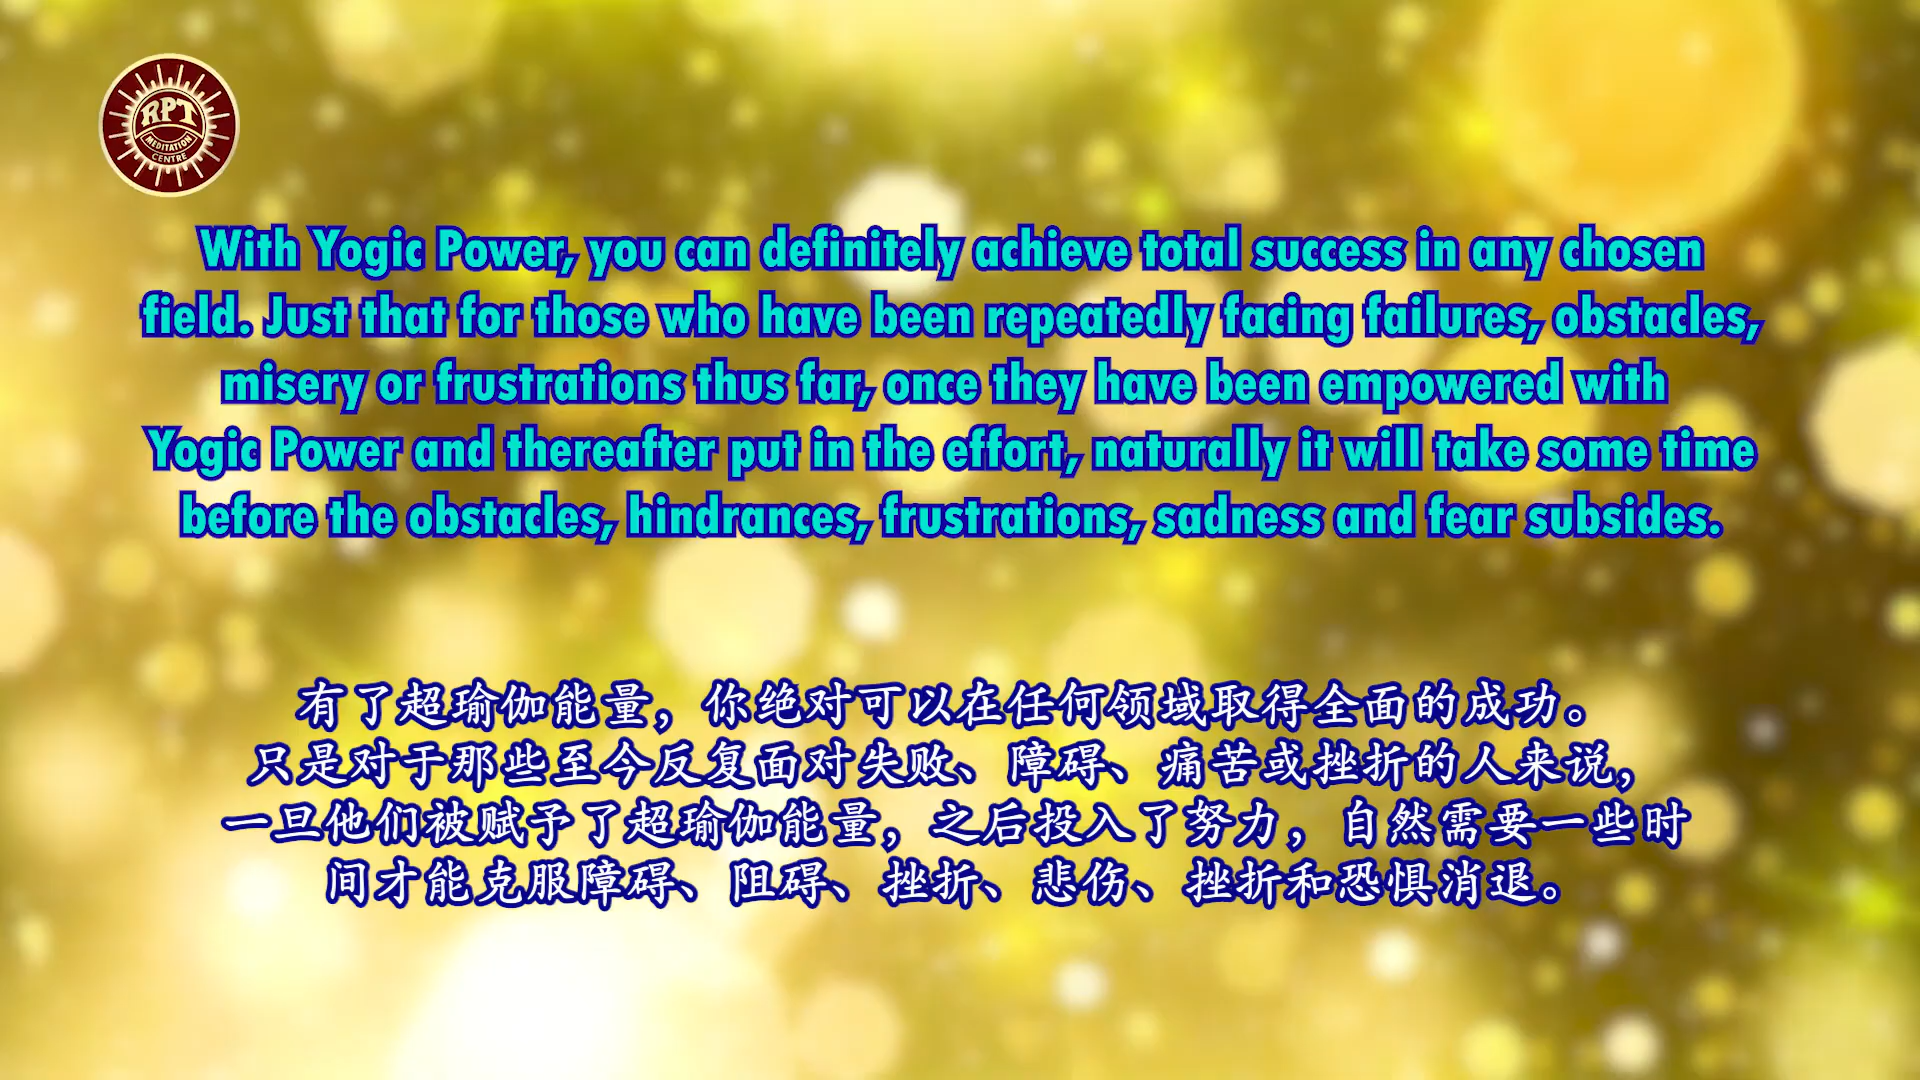 RPT
MEDITATION
CENTRE
With Yogic Power, you can definitely achieve total success in any chosen
field. Just that for those who have been repeatedly facing failures, obstacles,
misery or frustrations thus far, once they have been empowered with
Yogic Power and thereafter put in the effort, naturally it will take some time
before the obstacles, hindrances, frustrations, sadness and fear subsides.
有了超瑜伽能量，你绝对可以在任何领域取得全面的成功。
只是对于那些至今反复面对失败、障碍、痛苦或挫折的人来说，
一旦他们被赋予了超瑜伽能量，之后投入了努力，自然需要一些时
间才能克服障碍、阻碍、挫折、悲伤、挫折和恐惧消退。